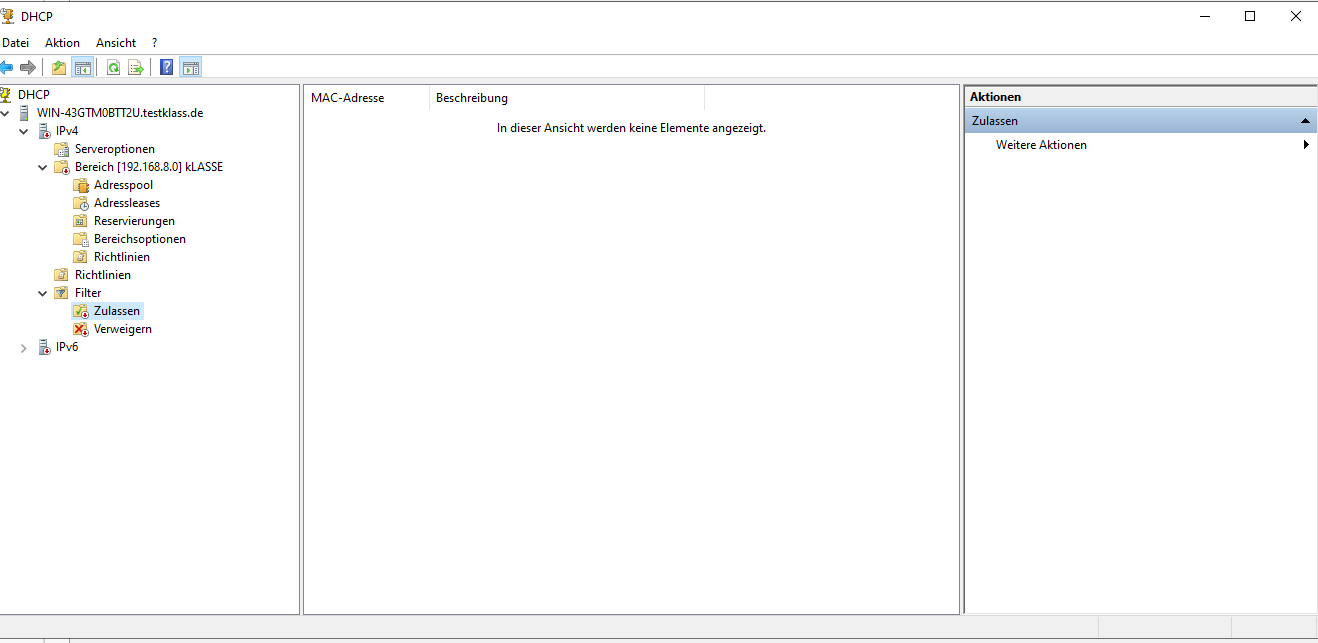 DHCP
Datei Aktion Ansicht ?
DHCP
WIN-43GTM0BTT2U.testklass.de
IPv4
Serveroptionen
Bereich [192.168.8.0] kLASSE
Adresspool
Adressleases
Reservierungen
Bereichsoptionen
Richtlinien
Richtlinien
Filter
Zulassen
Verweigern
IPv6
MAC-Adresse Beschreibung
In dieser Ansicht werden keine Elemente angezeigt.
Aktionen
Zulassen
Weitere Aktionen